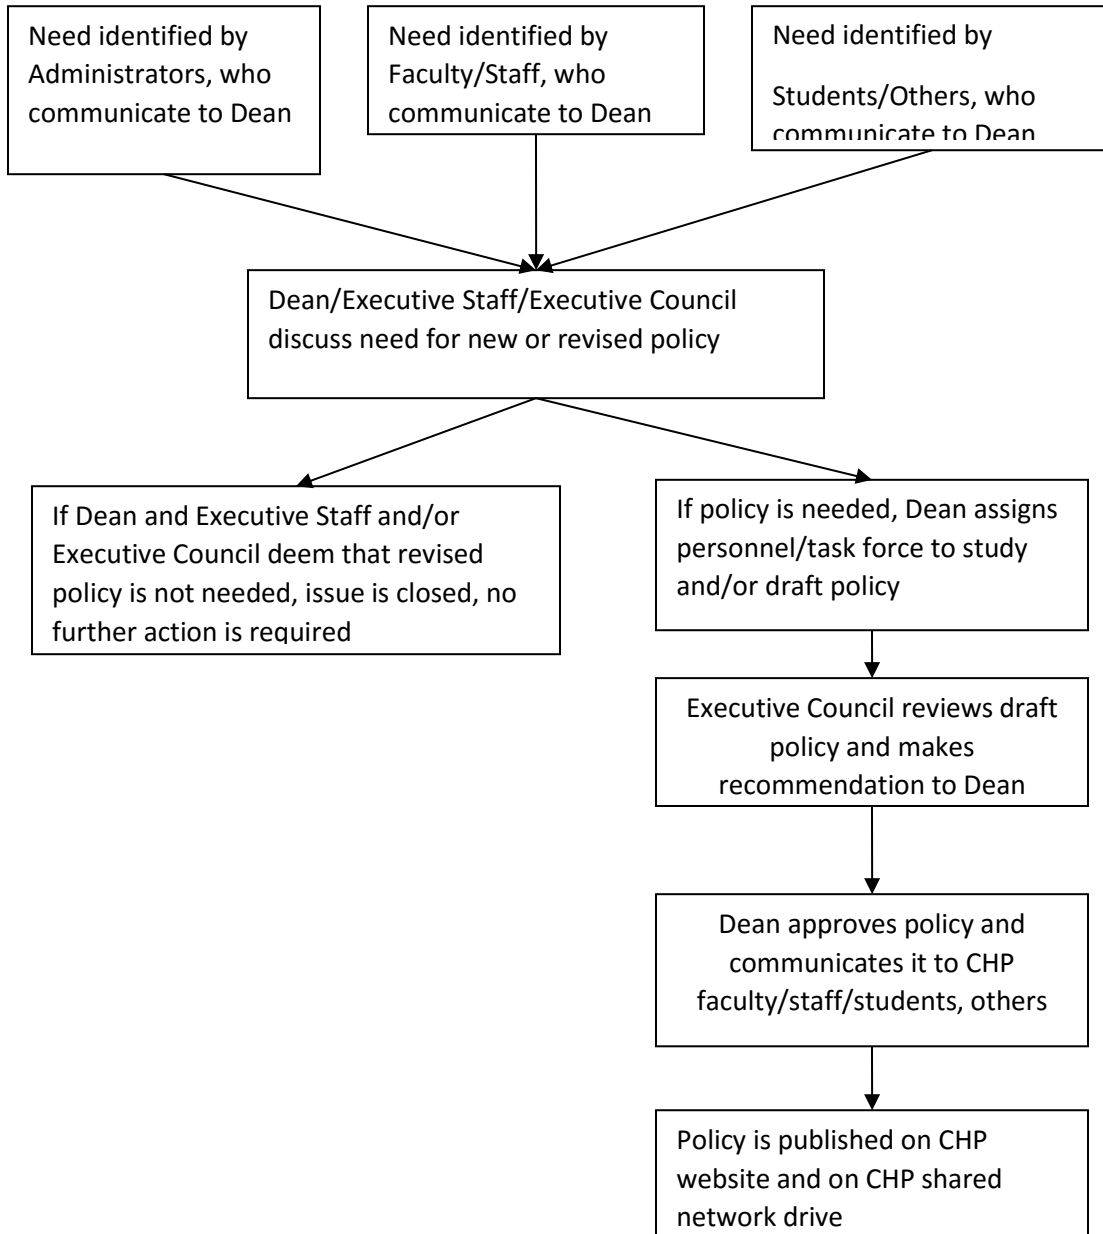 Need identified by
Administrators, who
communicate to Dean
Need identified by
Faculty/Staff, who
communicate to Dean
Need identified by
Students/Others, who
communicate to Dean
Dean/Executive Staff/Executive Council
discuss need for new or revised policy
If Dean and Executive Staff and/or
Executive Council deem that revised
policy is not needed, issue is closed, no
further action is required
If policy is needed, Dean assigns
personnel/task force to study
and/or draft policy
Executive Council reviews draft
policy and makes
recommendation to Dean
Dean approves policy and
communicates it to CHP
faculty/staff/students, others
Policy is published on CHP
website and on CHP shared
network drive